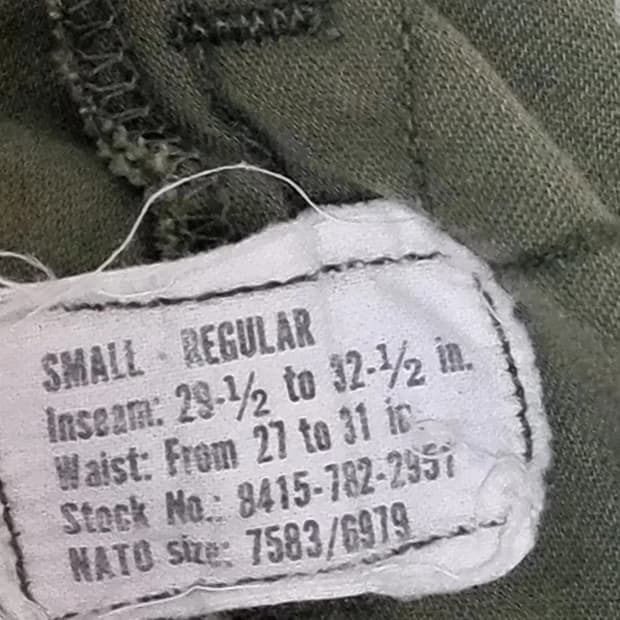 SMALL - REGULAR
Inseam: 29-1/2 to 32-1/2 in.
Waist: From 27 to 31 in.
Stock No.: 8415-782-2957
NATO size: 7583/6979